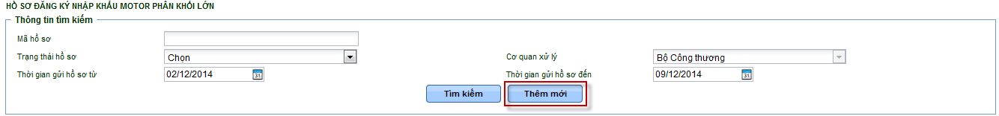 HỒ SƠ ĐĂNG KÝ NHẬP KHẨU MOTOR PHÂN KHỐI LỚN
Thông tin tìm kiếm
Mã hồ sơ
Trạng thái hồ sơ Chọn Cơ quan xử lý Bộ Công thương
Thời gian gửi hồ sơ từ 02/12/2014 Thời gian gửi hồ sơ đến 09/12/2014
Tìm kiếm Thêm mới